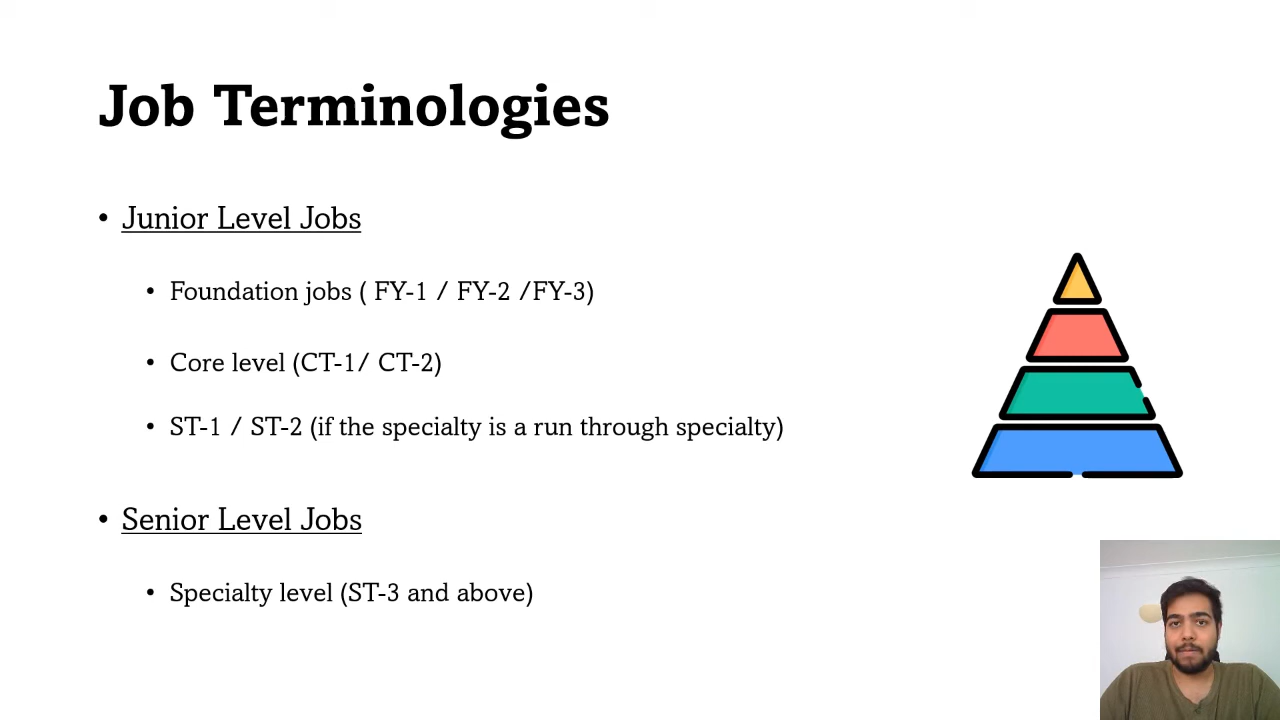 Job Terminologies
• Junior Level Jobs
• Foundation jobs ( FY-1 / FY-2 /FY-3)
• Core level (CT-1/ CT-2)
• ST-1 / ST-2 (if the specialty is a run through specialty)
• Senior Level Jobs
• Specialty level (ST-3 and above)